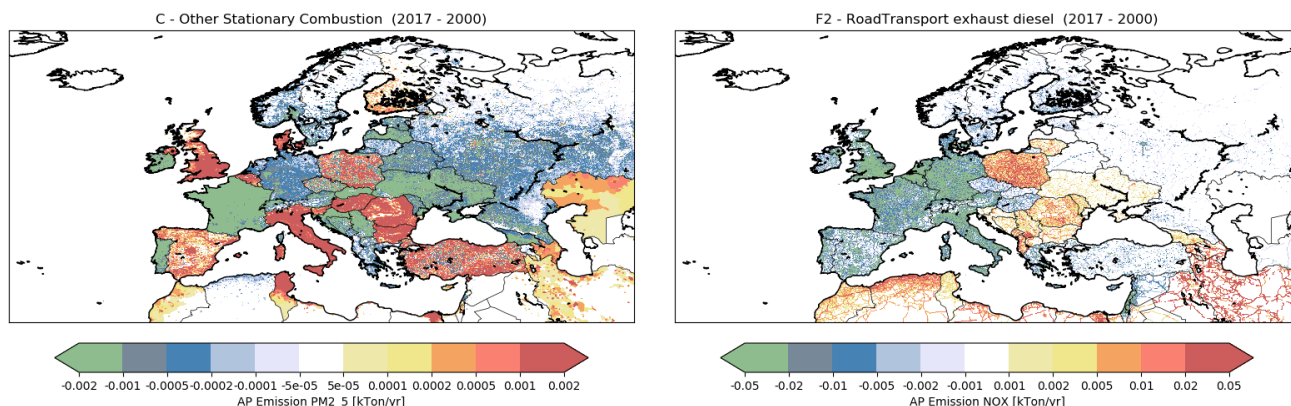 C - Other Stationary Combustion (2017 - 2000)
F2 - RoadTransport exhaust diesel (2017 - 2000)
-0.002 -0.001 -0.0005 -0.0002 -0.0001 -5e-05 5e-05 0.0001 0.0002 0.0005 0.001 0.002
AP Emission PM2_5 [kTon/yr]
-0.05 -0.02 -0.01 -0.005 -0.002 -0.001 0.001 0.002 0.005 0.01 0.02 0.05
AP Emission NOX [kTon/yr]